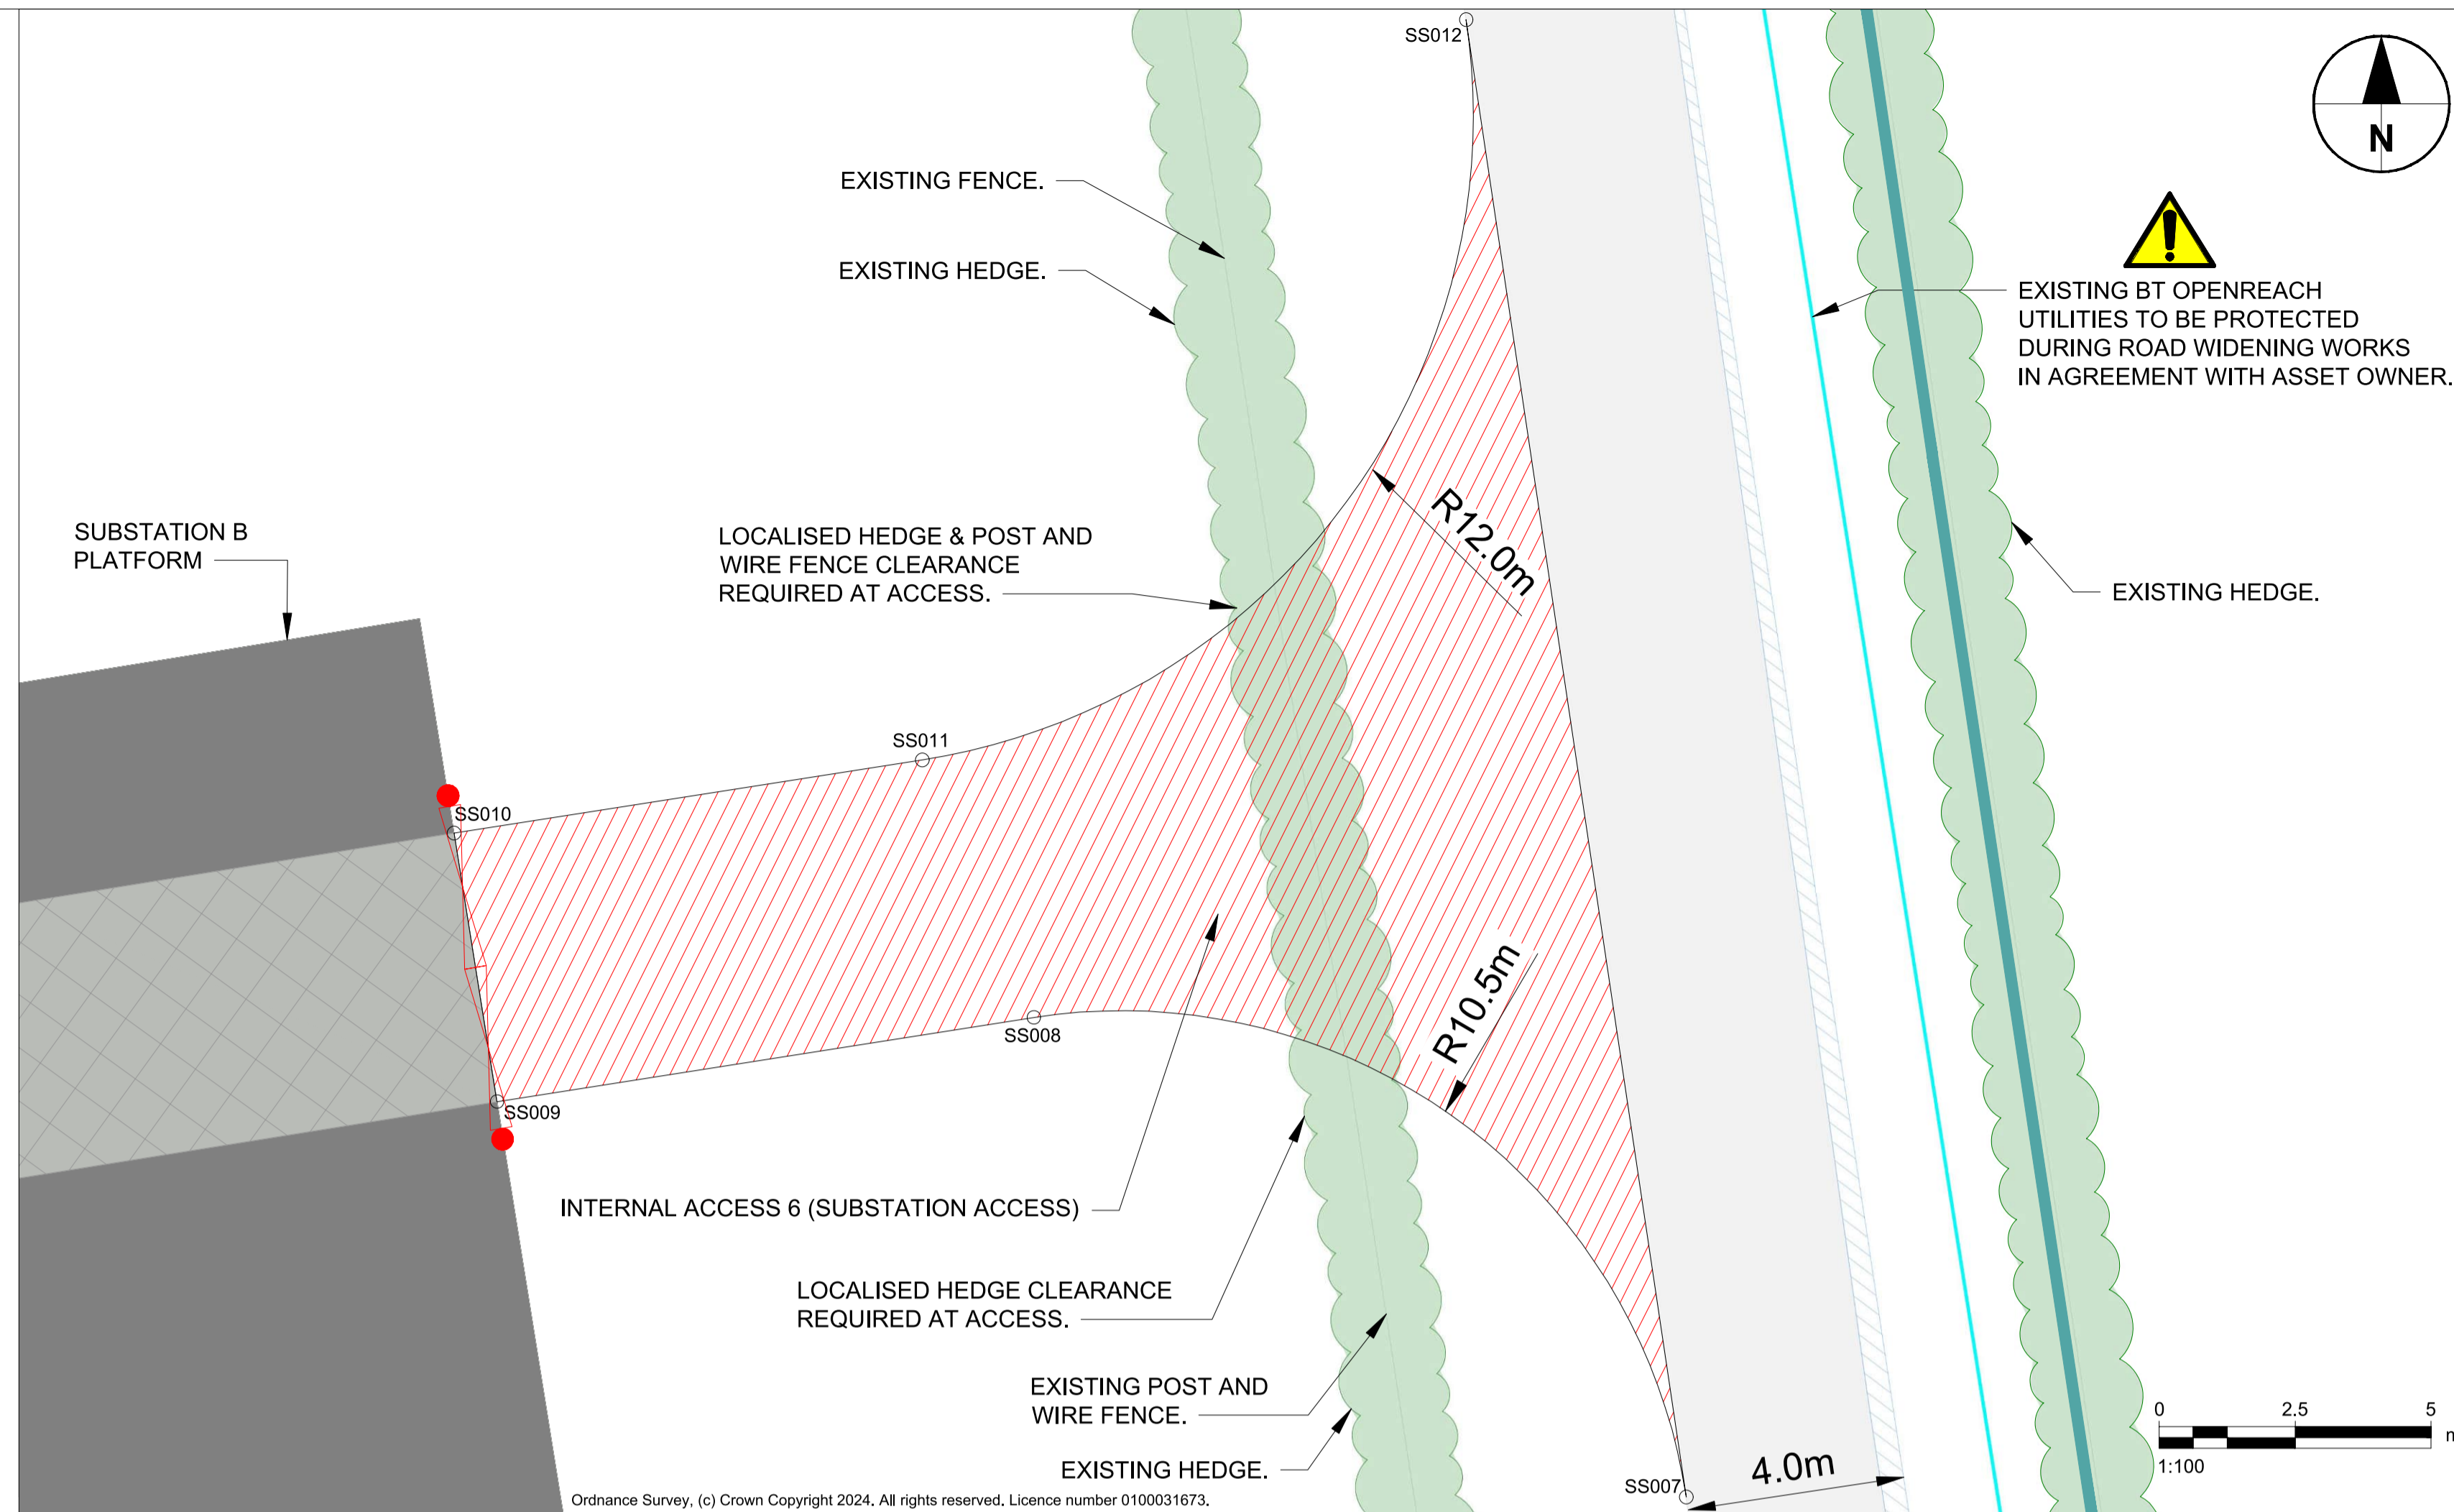 SS012
N
EXISTING FENCE.
EXISTING HEDGE.
EXISTING BT OPENREACH
UTILITIES TO BE PROTECTED
DURING ROAD WIDENING WORKS
IN AGREEMENT WITH ASSET OWNER.
R12.0m
SUBSTATION B
PLATFORM
LOCALISED HEDGE & POST AND
WIRE FENCE CLEARANCE
REQUIRED AT ACCESS.
EXISTING HEDGE.
SS011
SS010
R10.5m
SS008
SS009
INTERNAL ACCESS 6 (SUBSTATION ACCESS)
LOCALISED HEDGE CLEARANCE
REQUIRED AT ACCESS.
EXISTING POST AND
WIRE FENCE.
EXISTING HEDGE.
SS007
4.0m
0 2.5 5
m
1:100
Ordnance Survey, (c) Crown Copyright 2024. All rights reserved. Licence number 0100031673.